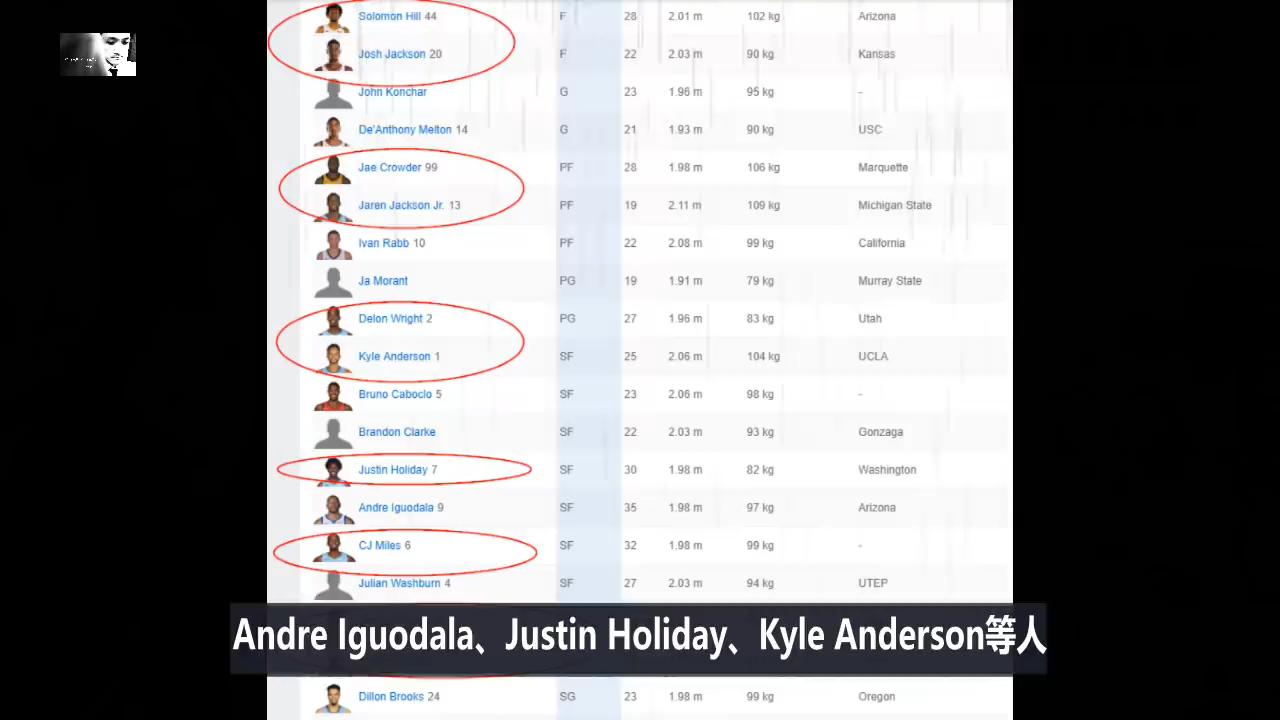 Solomon Hill 44 F 28 2.01 m 102 kg Arizona
Josh Jackson 20 F 22 2.03 m 90 kg Kansas
John Konchar G 23 1.96 m 95 kg -
De'Anthony Melton 14 G 21 1.93 m 90 kg USC
Jae Crowder 99 PF 28 1.98 m 106 kg Marquette
Jaren Jackson Jr. 13 PF 19 2.11 m 109 kg Michigan State
Ivan Rabb 10 PF 22 2.08 m 99 kg California
Ja Morant PG 19 1.91 m 79 kg Murray State
Delon Wright 2 PG 27 1.96 m 83 kg Utah
Kyle Anderson 1 SF 25 2.06 m 104 kg UCLA
Bruno Caboclo 5 SF 23 2.06 m 98 kg -
Brandon Clarke SF 22 2.03 m 93 kg Gonzaga
Justin Holiday 7 SF 30 1.98 m 82 kg Washington
Andre Iguodala 9 SF 35 1.98 m 97 kg Arizona
CJ Miles 6 SF 32 1.98 m 99 kg -
Julian Washburn 4 SF 27 2.03 m 94 kg UTEP
Andre Iguodala、Justin Holiday、Kyle Anderson等人
Dillon Brooks 24 SG 23 1.98 m 99 kg Oregon